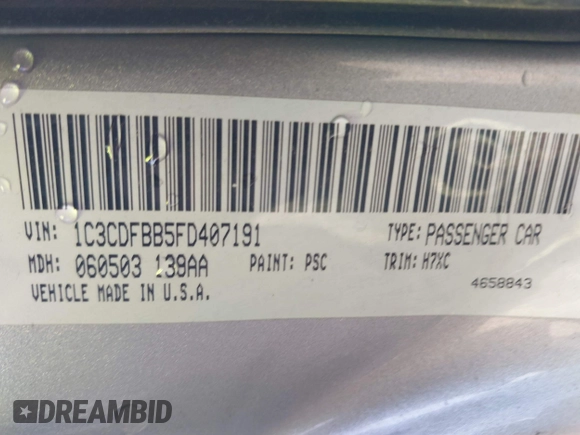 VIN: 1C3CDFBB5FD407191 TYPE: PASSENGER CAR
MDH: 060503 139AA PAINT: PSC TRIM: H7XC
VEHICLE MADE IN U.S.A. 4658843
DREAMBID